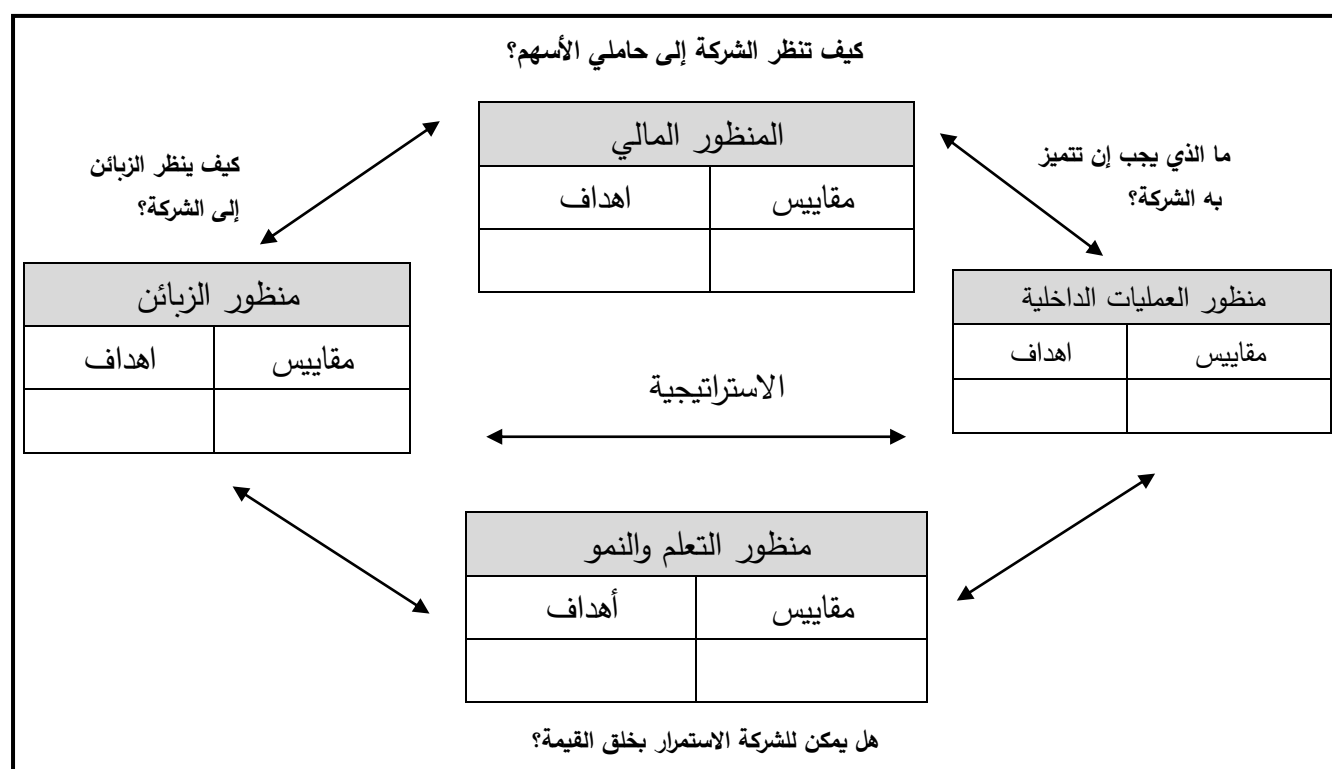 كيف تنظر الشركة إلى حاملي الأسهم؟
المنظور المالي
مقاييس
اهداف
ما الذي يجب إن تتميز
به الشركة؟
كيف ينظر الزبائن
إلى الشركة؟
منظور العمليات الداخلية
مقاييس
اهداف
منظور الزبائن
مقاييس
اهداف
الاستراتيجية
منظور التعلم والنمو
مقاييس
أهداف
هل يمكن للشركة الاستمرار بخلق القيمة؟